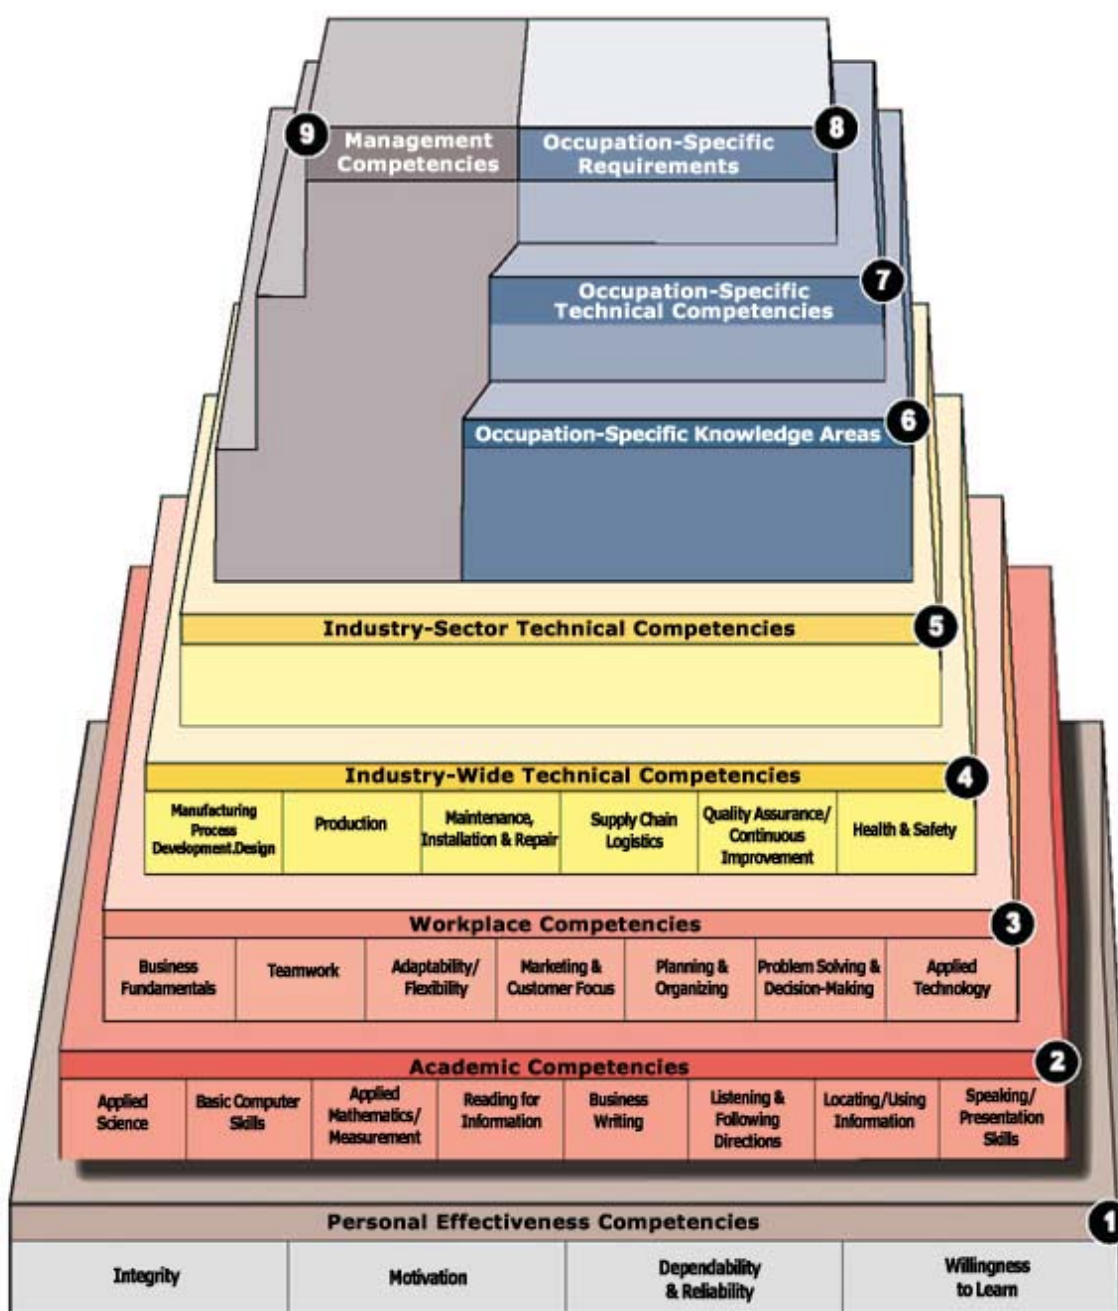 9
Management
Competencies
Occupation-Specific
Requirements
8
Occupation-Specific
Technical Competencies
7
Occupation-Specific Knowledge Areas
6
Industry-Sector Technical Competencies
5
Industry-Wide Technical Competencies
4
Manufacturing
Process
Development.Design
Production
Maintenance,
Installation & Repair
Supply Chain
Logistics
Quality Assurance/
Continuous
Improvement
Health & Safety
Workplace Competencies
3
Business
Fundamentals
Teamwork
Adaptability/
Flexibility
Marketing &
Customer Focus
Planning &
Organizing
Problem Solving &
Decision-Making
Applied
Technology
Academic Competencies
2
Applied
Science
Basic Computer
Skills
Applied
Mathematics/
Measurement
Reading for
Information
Business
Writing
Listening &
Following
Directions
Locating/Using
Information
Speaking/
Presentation
Skills
Personal Effectiveness Competencies
1
Integrity
Motivation
Dependability
& Reliability
Willingness
to Learn